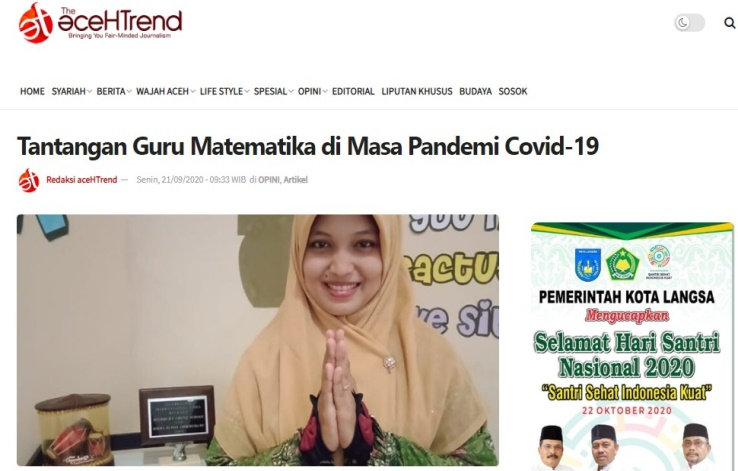 The
aceHTrend
Bringing You Fair-Minded Journalism
HOME SYARIAH BERITA WAJAH ACEH LIFE STYLE SPESIAL OPINI EDITORIAL LIPUTAN KHUSUS BUDAYA SOSOK
Tantangan Guru Matematika di Masa Pandemi Covid-19
Redaksi aceHTrend — Senin, 21/09/2020 - 09:33 WIB di OPINI, Artikel
PEMERINTAH KOTA LANGSA
Mengucapkan
Selamat Hari Santri
Nasional 2020
"Santri Sehat Indonesia Kuat"
22 OKTOBER 2020